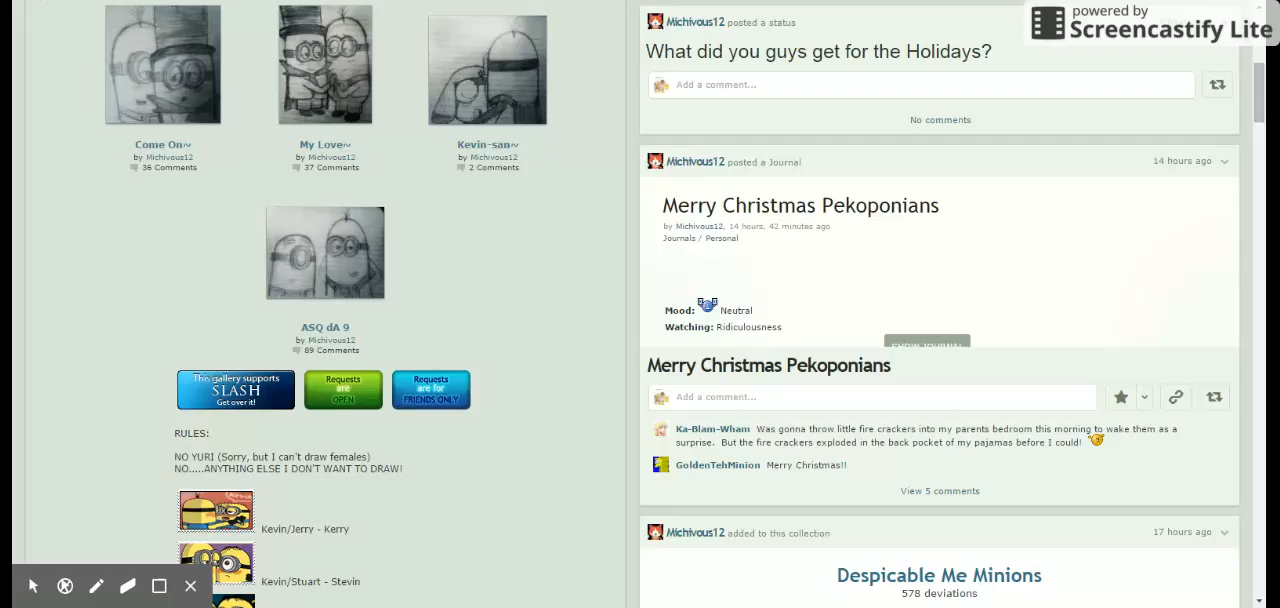 powered by
Screencastify Lite
Come On~
by Michivous12
36 Comments
My Love~
by Michivous12
37 Comments
Kevin-san~
by Michivous12
2 Comments
ASQ dA 9
by Michivous12
89 Comments
This gallery supports
SLASH
Get over it!
Requests
are
OPEN
Requests
are for
FRIENDS ONLY
RULES:
NO YURI (Sorry, but I can't draw females)
NO.....ANYTHING ELSE I DON'T WANT TO DRAW!
Kevin/Jerry - Kerry
Kevin/Stuart - Stevin
Michivous12 posted a status
What did you guys get for the Holidays?
Add a comment...
No comments
Michivous12 posted a Journal
14 hours ago
Merry Christmas Pekoponians
by Michivous12, 14 hours, 42 minutes ago
Journals / Personal
Mood: Neutral
Watching: Ridiculousness
SHOW JOURNAL
Merry Christmas Pekoponians
Add a comment...
Ka-Blam-Wham Was gonna throw little fire crackers into my parents bedroom this morning to wake them as a
surprise. But the fire crackers exploded in the back pocket of my pajamas before I could!
GoldenTehMinion Merry Christmas!!
View 5 comments
Michivous12 added to this collection
17 hours ago
Despicable Me Minions
578 deviations